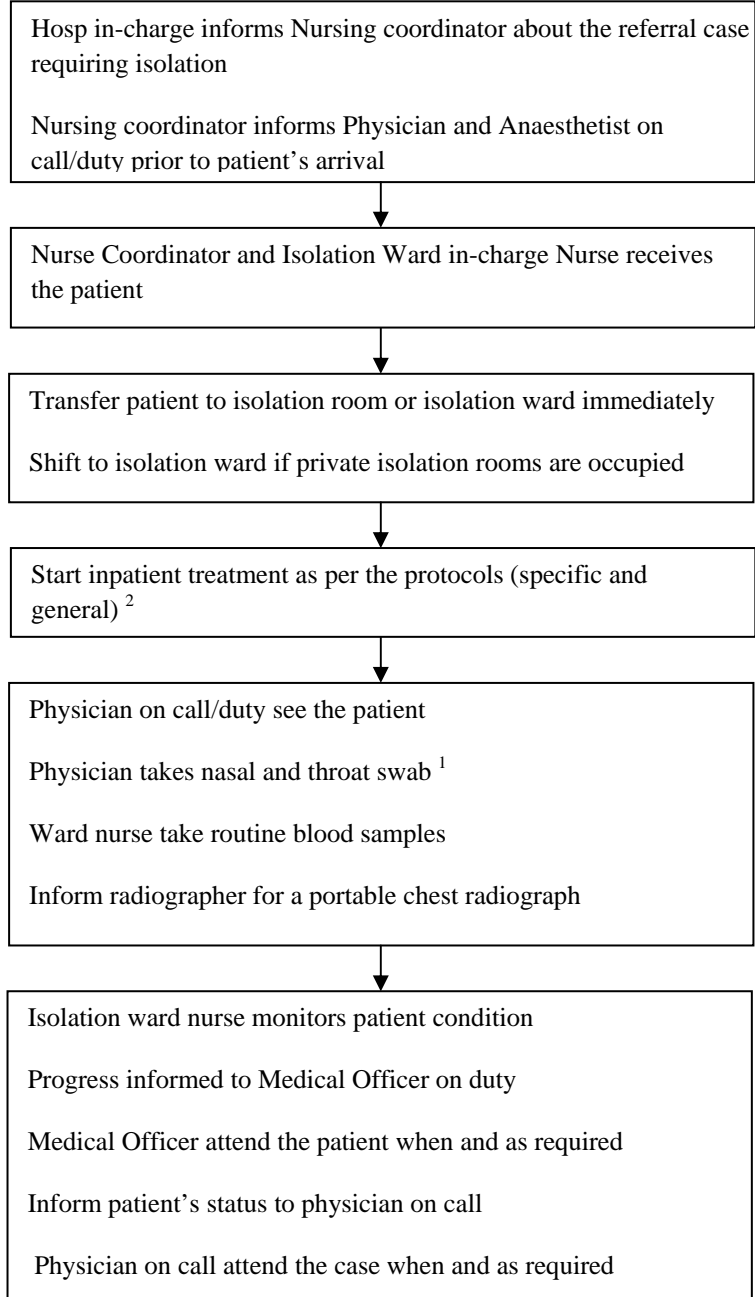 Hosp in-charge informs Nursing coordinator about the referral case
requiring isolation
Nursing coordinator informs Physician and Anaesthetist on
call/duty prior to patient’s arrival
Nurse Coordinator and Isolation Ward in-charge Nurse receives
the patient
Transfer patient to isolation room or isolation ward immediately
Shift to isolation ward if private isolation rooms are occupied
Start inpatient treatment as per the protocols (specific and
general) 2
Physician on call/duty see the patient
Physician takes nasal and throat swab 1
Ward nurse take routine blood samples
Inform radiographer for a portable chest radiograph
Isolation ward nurse monitors patient condition
Progress informed to Medical Officer on duty
Medical Officer attend the patient when and as required
Inform patient’s status to physician on call
Physician on call attend the case when and as required